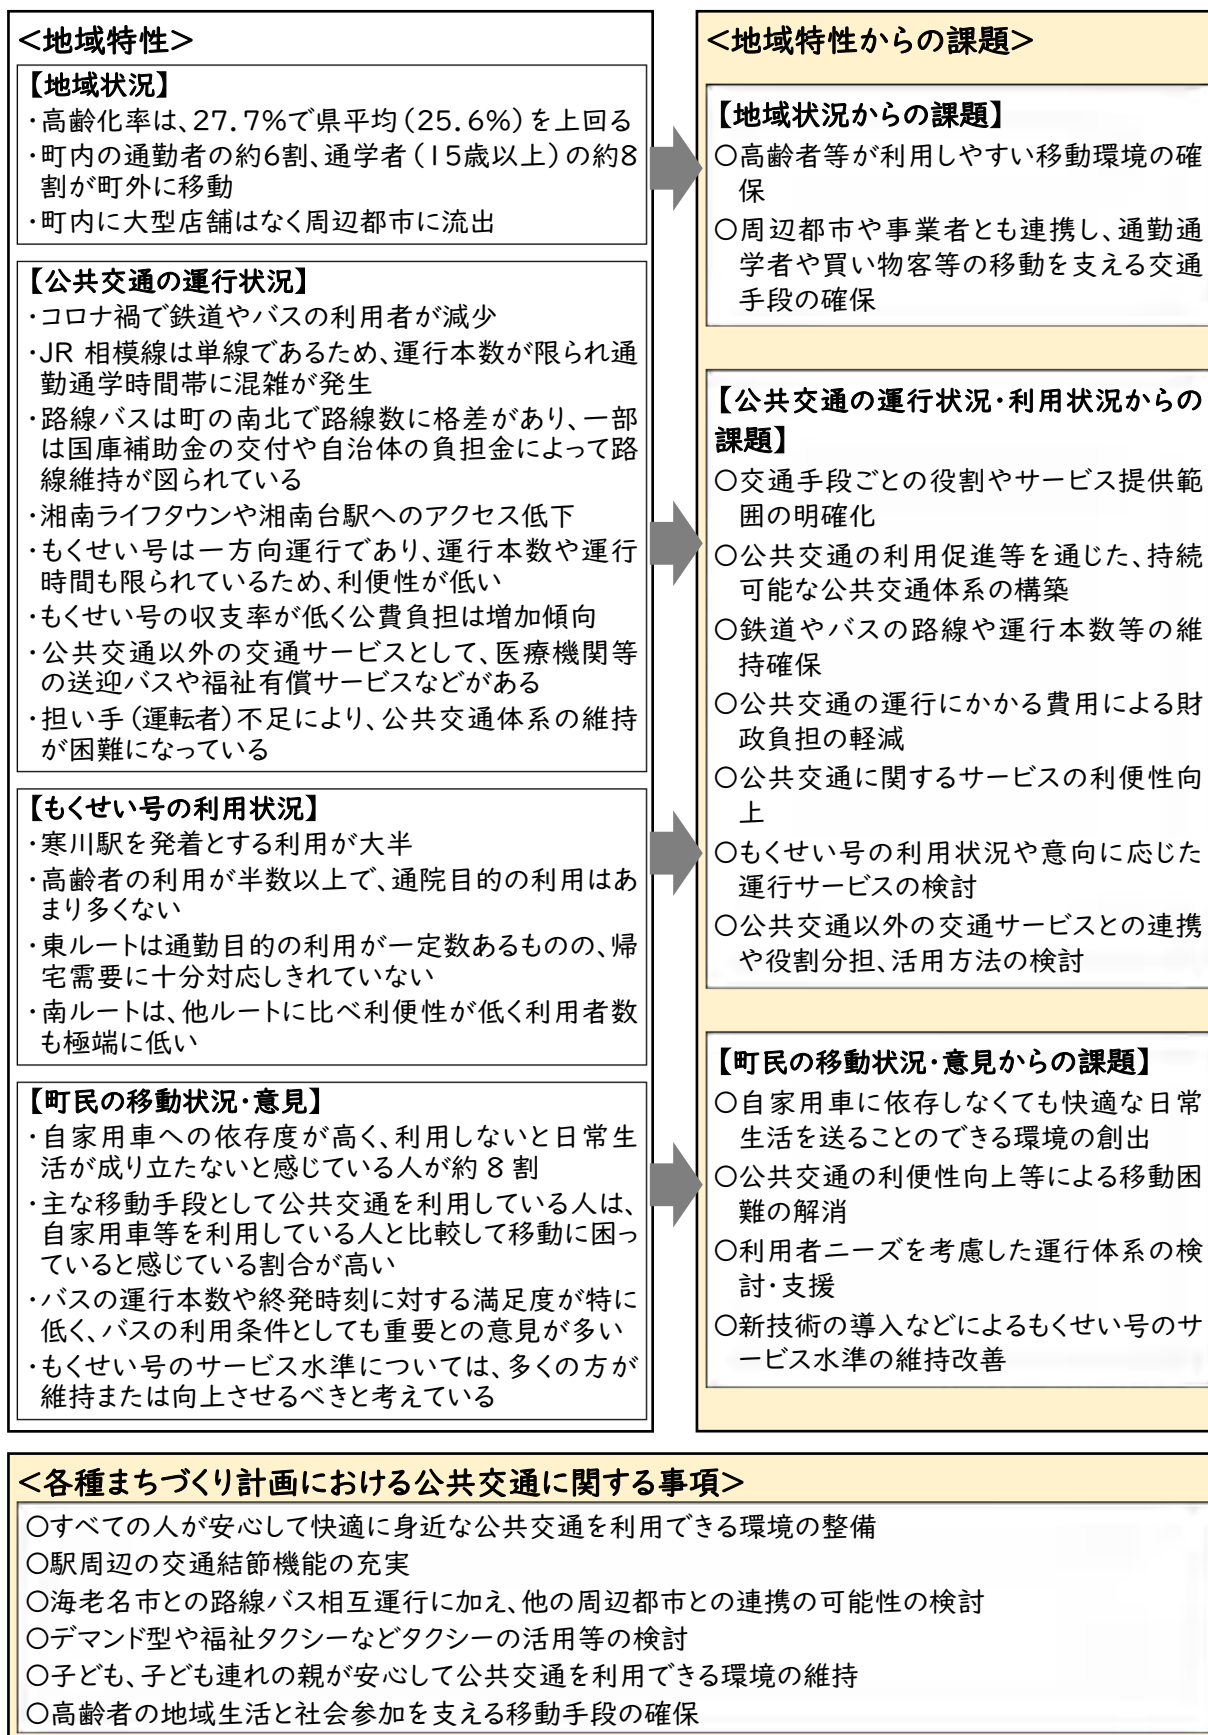 ＜地域特性＞
【地域状況】
・高齢化率は、27.7%で県平均(25.6%)を上回る
・町内の通勤者の約6割、通学者(15歳以上)の約8
割が町外に移動
・町内に大型店舗はなく周辺都市に流出
【公共交通の運行状況】
・コロナ禍で鉄道やバスの利用者が減少
・JR 相模線は単線であるため、運行本数が限られ通
勤通学時間帯に混雑が発生
・路線バスは町の南北で路線数に格差があり、一部
は国庫補助金の交付や自治体の負担金によって路
線維持が図られている
・湘南ライフタウンや湘南台駅へのアクセス低下
・もくせい号は一方向運行であり、運行本数や運行
時間も限られているため、利便性が低い
・もくせい号の収支率が低く公費負担は増加傾向
・公共交通以外の交通サービスとして、医療機関等
の送迎バスや福祉有償サービスなどがある
・担い手(運転者)不足により、公共交通体系の維持
が困難になっている
【もくせい号の利用状況】
・寒川駅を発着とする利用が大半
・高齢者の利用が半数以上で、通院目的の利用はあ
まり多くない
・東ルートは通勤目的の利用が一定数あるものの、帰
宅需要に十分対応しきれていない
・南ルートは、他ルートに比べ利便性が低く利用者数
も極端に低い
【町民の移動状況・意見】
・自家用車への依存度が高く、利用しないと日常生
活が成り立たないと感じている人が約 8 割
・主な移動手段として公共交通を利用している人は、
自家用車等を利用している人と比較して移動に困っ
ていると感じている割合が高い
・バスの運行本数や終発時刻に対する満足度が特に
低く、バスの利用条件としても重要との意見が多い
・もくせい号のサービス水準については、多くの方が
維持または向上させるべきと考えている
＜地域特性からの課題＞
【地域状況からの課題】
○高齢者等が利用しやすい移動環境の確
保
○周辺都市や事業者とも連携し、通勤通
学者や買い物客等の移動を支える交通
手段の確保
【公共交通の運行状況・利用状況からの
課題】
○交通手段ごとの役割やサービス提供範
囲の明確化
○公共交通の利用促進等を通じた、持続
可能な公共交通体系の構築
○鉄道やバスの路線や運行本数等の維
持確保
○公共交通の運行にかかる費用による財
政負担の軽減
○公共交通に関するサービスの利便性向
上
○もくせい号の利用状況や意向に応じた
運行サービスの検討
○公共交通以外の交通サービスとの連携
や役割分担、活用方法の検討
【町民の移動状況・意見からの課題】
○自家用車に依存しなくても快適な日常
生活を送ることのできる環境の創出
○公共交通の利便性向上等による移動困
難の解消
○利用者ニーズを考慮した運行体系の検
討・支援
○新技術の導入などによるもくせい号のサ
ービス水準の維持改善
＜各種まちづくり計画における公共交通に関する事項＞
○すべての人が安心して快適に身近な公共交通を利用できる環境の整備
○駅周辺の交通結節機能の充実
○海老名市との路線バス相互運行に加え、他の周辺都市との連携の可能性の検討
○デマンド型や福祉タクシーなどタクシーの活用等の検討
○子ども、子ども連れの親が安心して公共交通を利用できる環境の維持
○高齢者の地域生活と社会参加を支える移動手段の確保